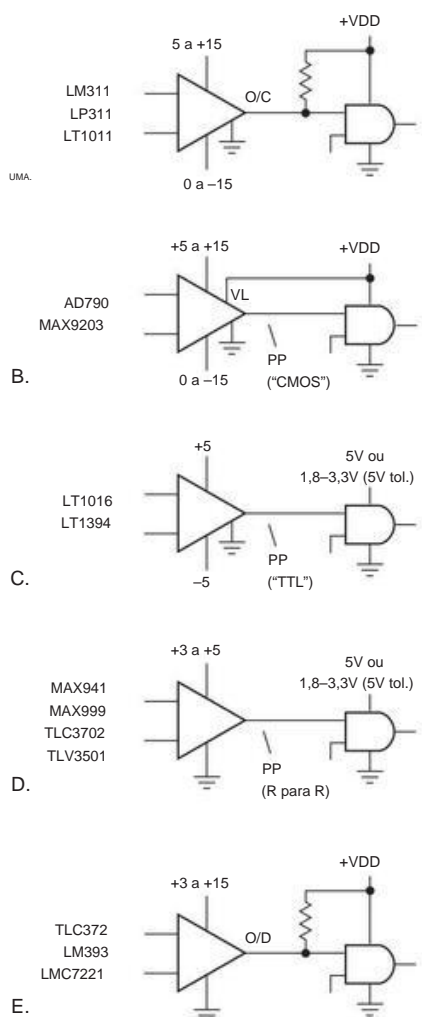 5 a +15
+VDD
O/C
LM311
LP311
LT1011
UMA.
0 a –15
+5 a +15
+VDD
VL
AD790
MAX9203
PP
(“CMOS”)
B.
0 a –15
+5
5V ou
1,8–3,3V (5V tol.)
LT1016
LT1394
PP
(“TTL”)
C.
–5
+3 a +5
5V ou
1,8–3,3V (5V tol.)
MAX941
MAX999
TLC3702
TLV3501
PP
(R para R)
D.
+3 a +15
+VDD
O/D
TLC372
LM393
LMC7221
E.